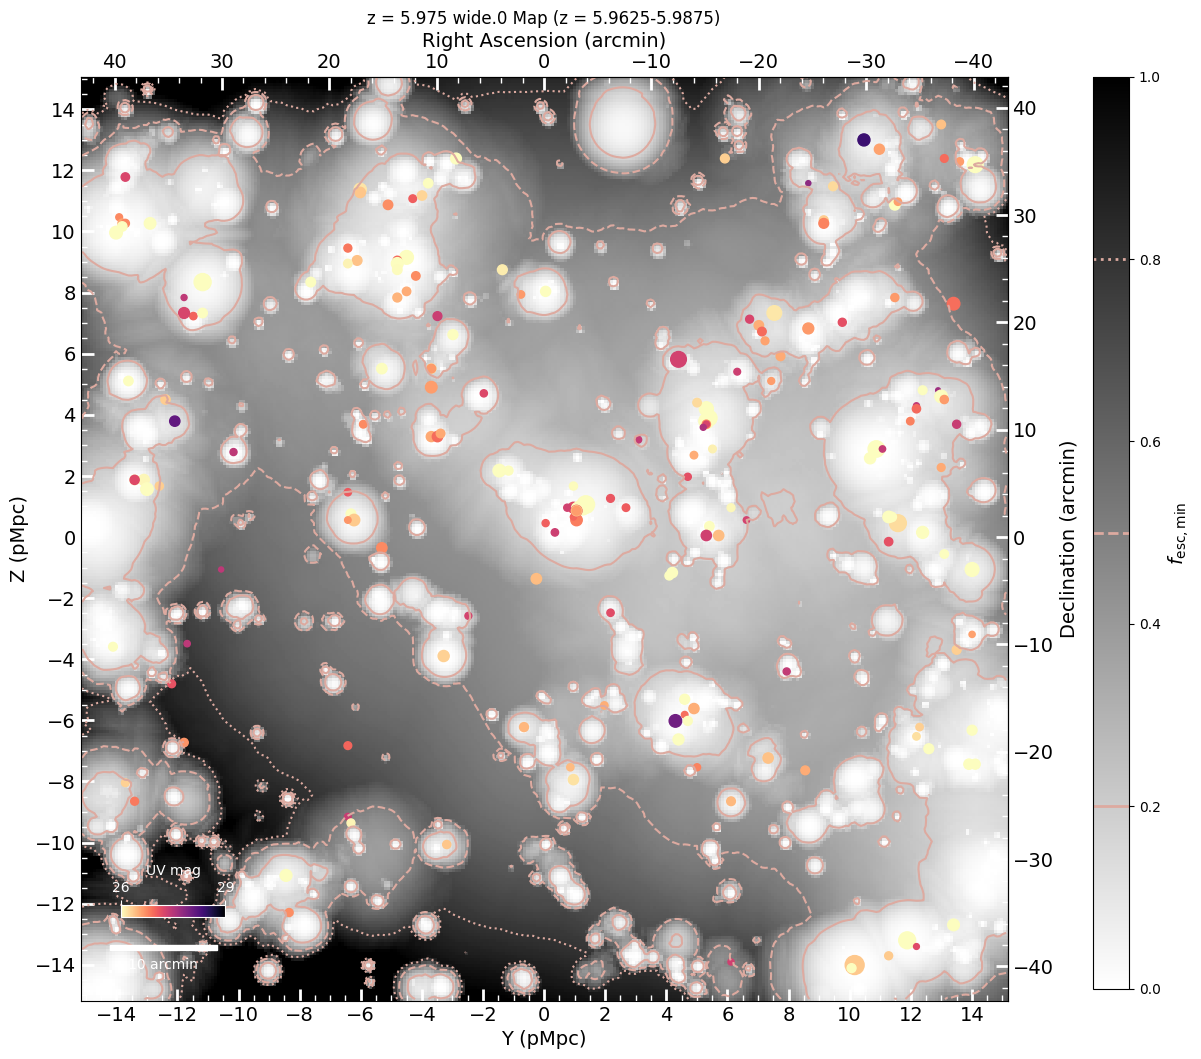 z = 5.975 wide.0 Map (z = 5.9625-5.9875)
Right Ascension (arcmin)
40 30 20 10 0 −10 −20 −30 −40
14 12 10 8 6 4 2 0 −2 −4 −6 −8 −10 −12 −14
Z (pMpc)
40 30 20 10 0 −10 −20 −30 −40
Declination (arcmin)
1.0 0.8 0.6 0.4 0.2 0.0
fesc,min
UV mag
26 29
10 arcmin
−14 −12 −10 −8 −6 −4 −2 0 2 4 6 8 10 12 14
Y (pMpc)